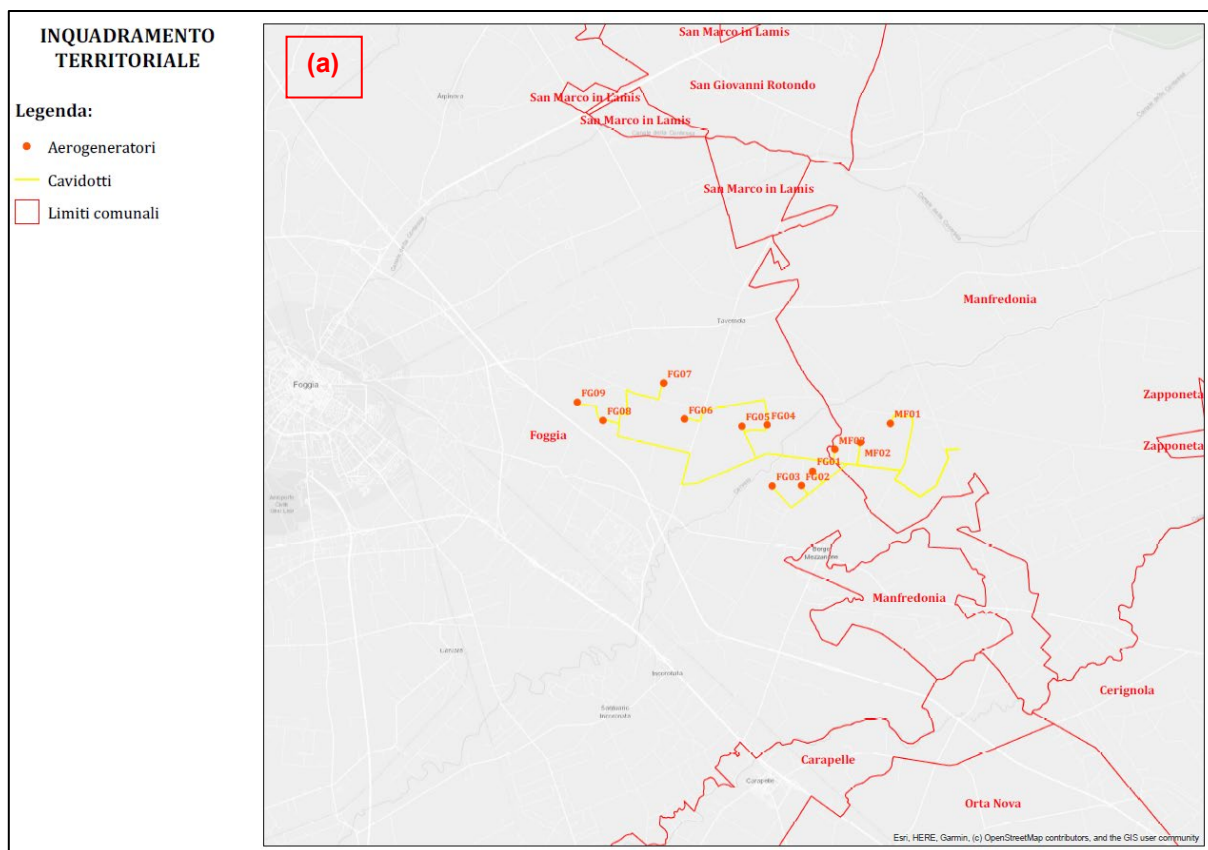 INQUADRAMENTO
TERRITORIALE
Legenda:
Aerogeneratori
Cavidotti
Limiti comunali
(a)
San Marco in Lamis
San Giovanni Rotondo
San Marco in Lamis
San Marco in Lamis
San Marco in Lamis
Manfredonia
Foggia
Zapponeta
Zapponeta
FG07
FG09
FG08
FG06
FG05
FG04
MF01
MF02
FG01
FG03
FG02
Foggia
Borgo
Manfredonia
Cerignola
Carapelle
Carapelle
Orta Nova
Esri, HERE, Garmin, (c) OpenStreetMap contributors, and the GIS user community